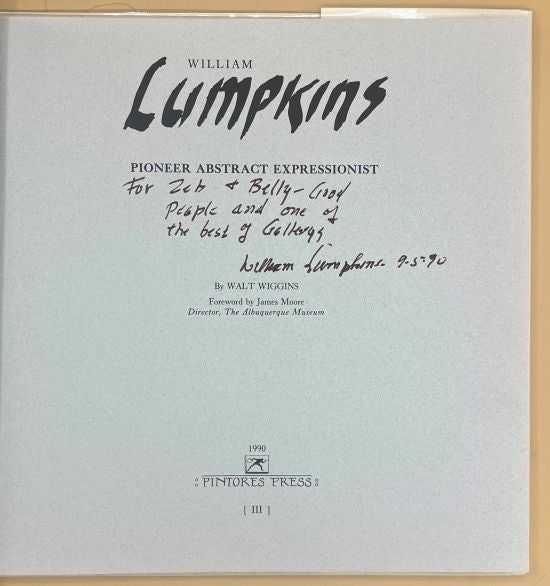 WILLIAM
Lumpkins
PIONEER ABSTRACT EXPRESSIONIST
For Zeb & Betty - Good
People and one of
the best of Gallerys
William Lumpkins - 9-5-90
By WALT WIGGINS
Foreword by James Moore
Director, The Albuquerque Museum
1990
PINTORES PRESS
[ III ]